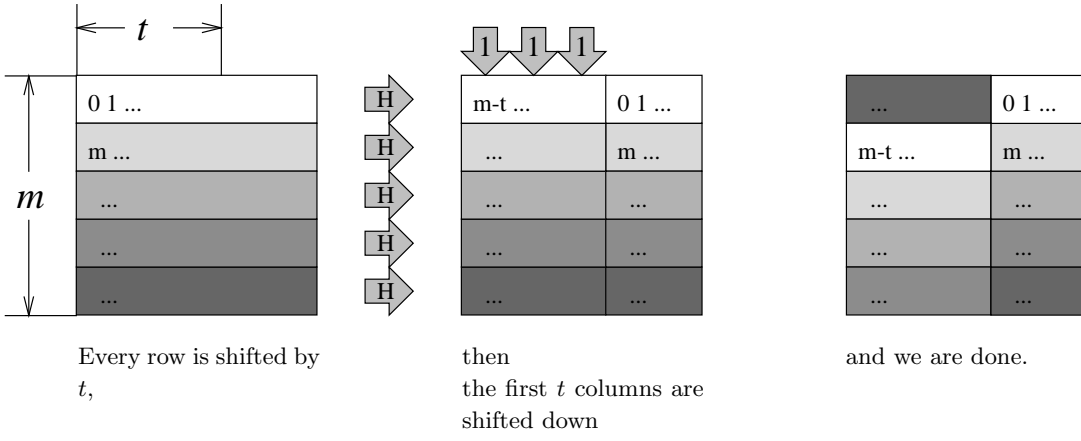 t
m
0 1 ...
m ...
...
...
...
H
H
H
H
H
1 1 1
m-t ... 0 1 ...
... m ...
... ...
... ...
... ...
... 0 1 ...
m-t ... m ...
... ...
... ...
... ...
Every row is shifted by
t,
then
the first t columns are
shifted down
and we are done.